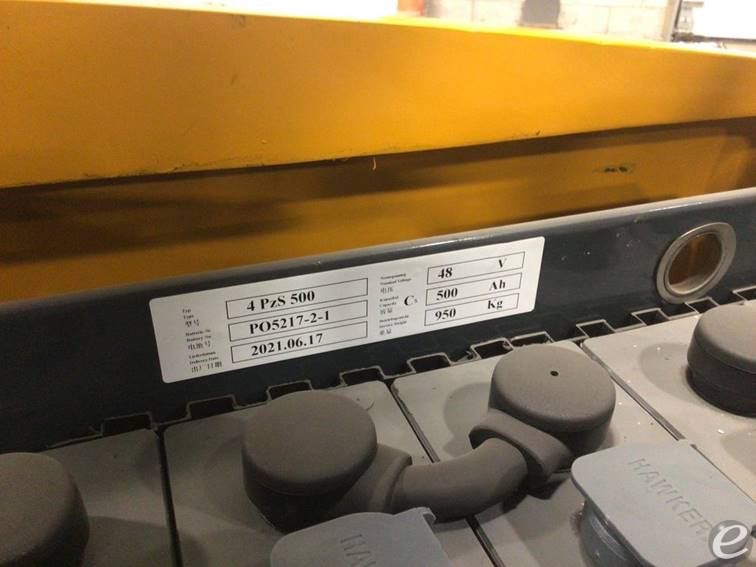 Typ
Type
型号
4 PzS 500
Batterie-Nr
Battery No
电池号
PO5217-2-1
Lieferdatum
Delivery Date
出厂日期
2021.06.17
Nennspannung
Nominal Voltage
电压
48 V
Kapazität
Capacity
容量
C5
500 Ah
Service Weight
重量
950 Kg
HAWKER
HA
e